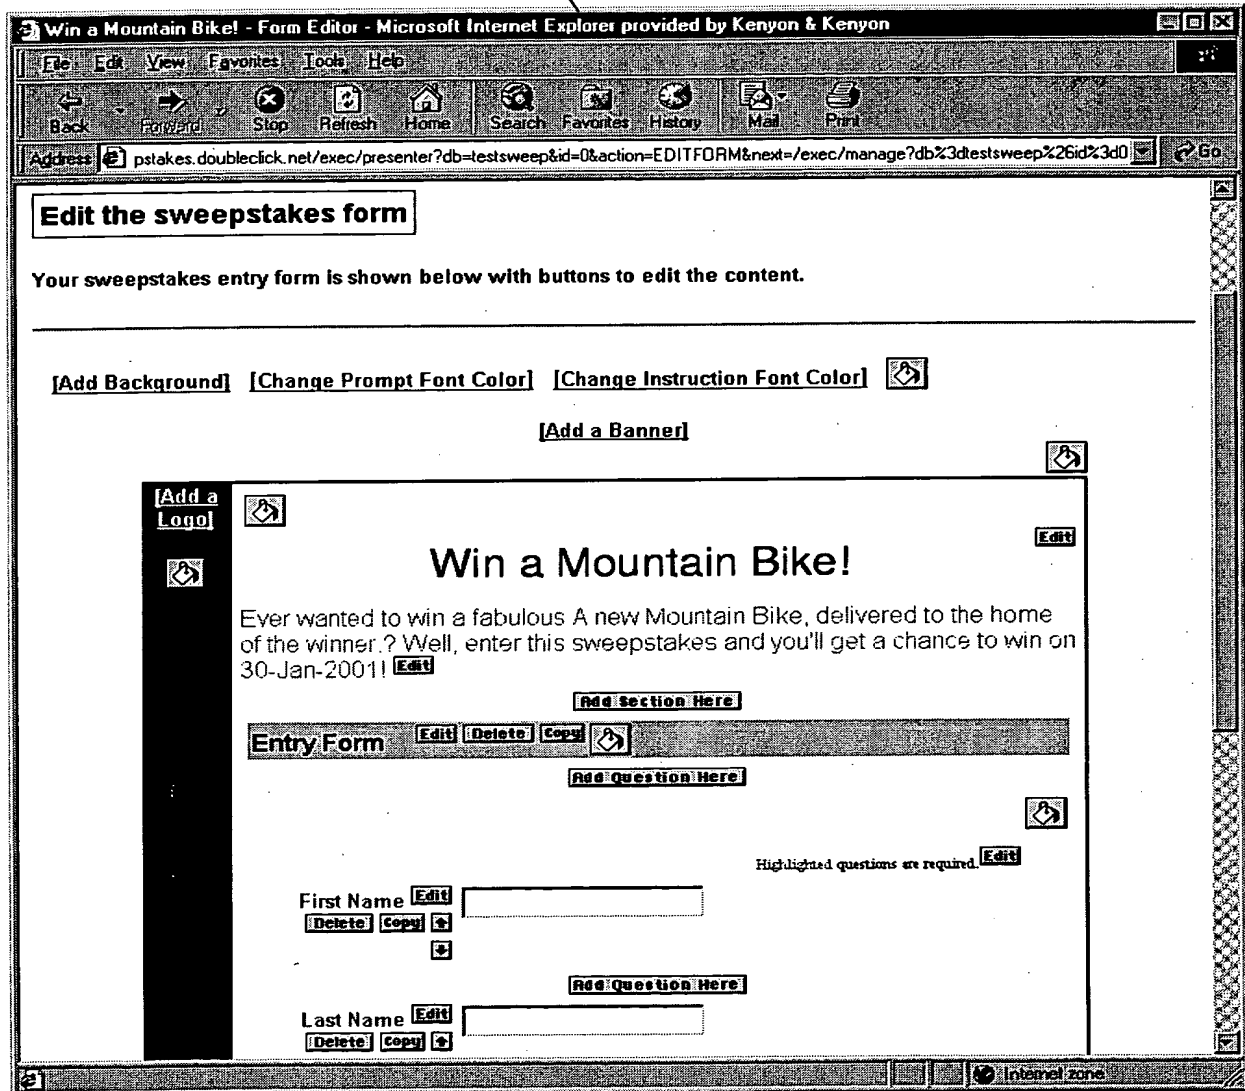 Win a Mountain Bike! - Form Editor - Microsoft Internet Explorer provided by Kenyon & Kenyon
File Edit View Favorites Tools Help
Back Forward Stop Refresh Home Search Favorites History Mail Print
Address pstakes.doubleclick.net/exec/presenter?db=testsweep&id=0&action=EDITFORM&next=/exec/manage?db%3dtestsweep%26id%3d0 Go
Edit the sweepstakes form
Your sweepstakes entry form is shown below with buttons to edit the content.
[Add Background] [Change Prompt Font Color] [Change Instruction Font Color]
[Add a Banner]
[Add a
Logo]
Edit
Win a Mountain Bike!
Ever wanted to win a fabulous A new Mountain Bike, delivered to the home
of the winner.? Well, enter this sweepstakes and you'll get a chance to win on
30-Jan-2001! Edit
Add Section Here
Entry Form Edit Delete Copy
Add Question Here
Highlighted questions are required. Edit
First Name Edit
Delete Copy
Add Question Here
Last Name Edit
Delete Copy
Internet zone